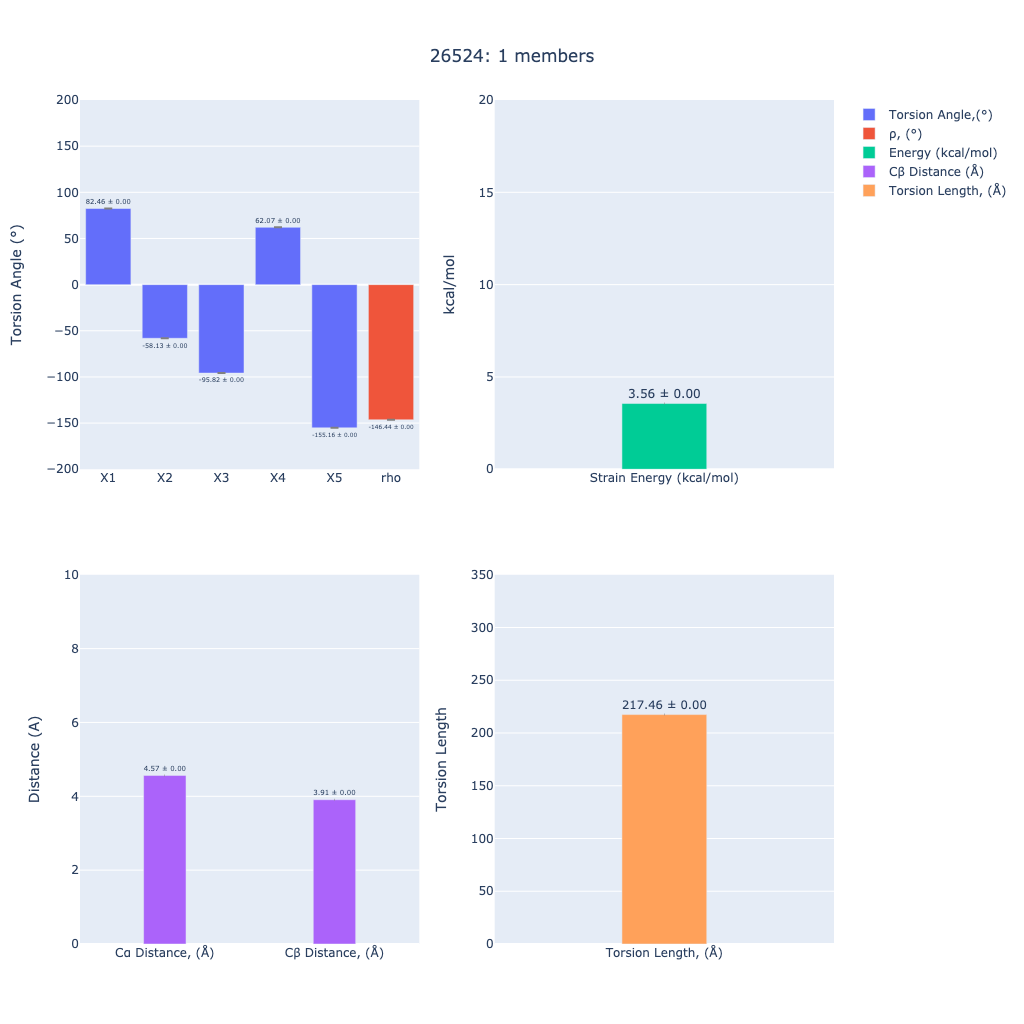 26524: 1 members
200
150
100
50
0
−50
−100
−150
−200
Torsion Angle (°)
82.46 ± 0.00
-58.13 ± 0.00
-95.82 ± 0.00
62.07 ± 0.00
-155.16 ± 0.00
-146.44 ± 0.00
X1 X2 X3 X4 X5 rho
20
15
10
5
0
kcal/mol
3.56 ± 0.00
Strain Energy (kcal/mol)
Torsion Angle,(°)
ρ, (°)
Energy (kcal/mol)
Cβ Distance (Å)
Torsion Length, (Å)
10
8
6
4
2
0
Distance (A)
4.57 ± 0.00
3.91 ± 0.00
Cα Distance, (Å) Cβ Distance, (Å)
350
300
250
200
150
100
50
0
Torsion Length
217.46 ± 0.00
Torsion Length, (Å)